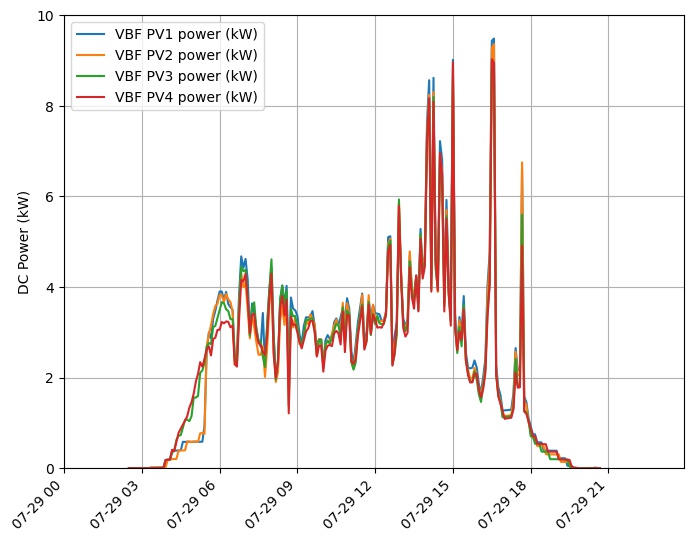 10
VBF PV1 power (kW)
VBF PV2 power (kW)
VBF PV3 power (kW)
VBF PV4 power (kW)
8
6
4
2
0
DC Power (kW)
07-29 00
07-29 03
07-29 06
07-29 09
07-29 12
07-29 15
07-29 18
07-29 21